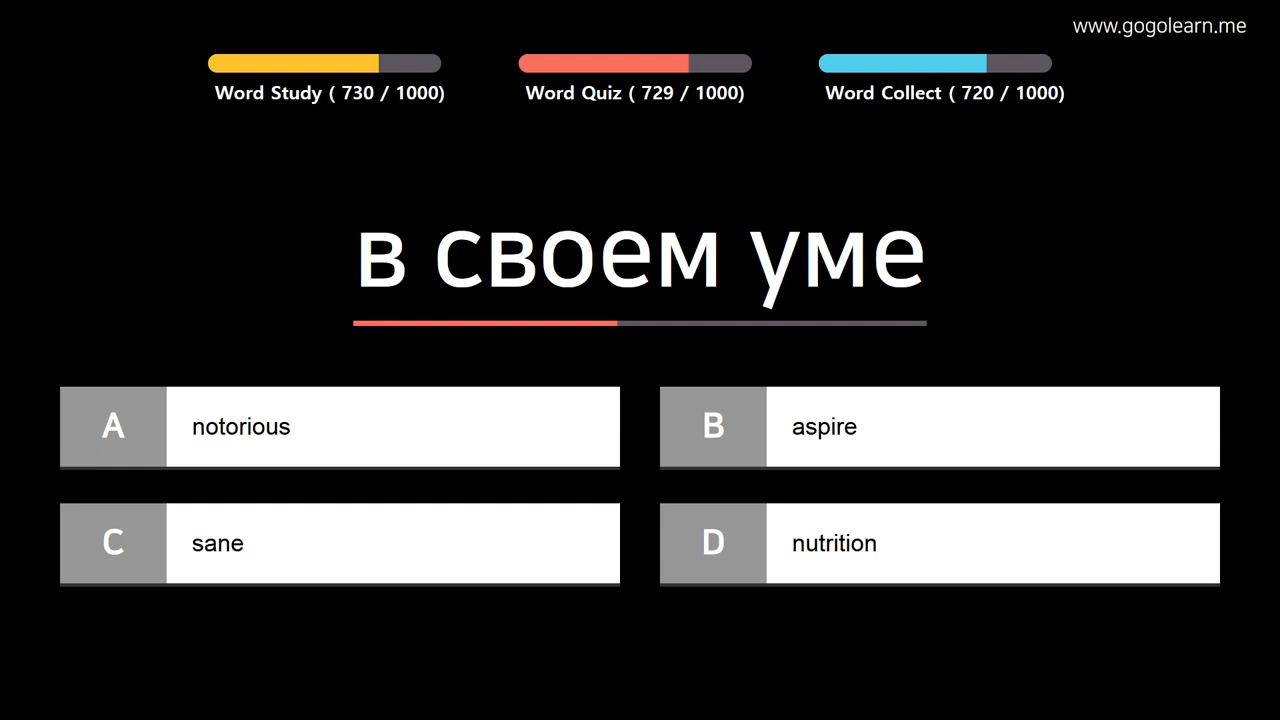 www.gogolearn.me
Word Study ( 730 / 1000)
Word Quiz ( 729 / 1000)
Word Collect ( 720 / 1000)
в своем уме
A notorious
B aspire
C sane
D nutrition